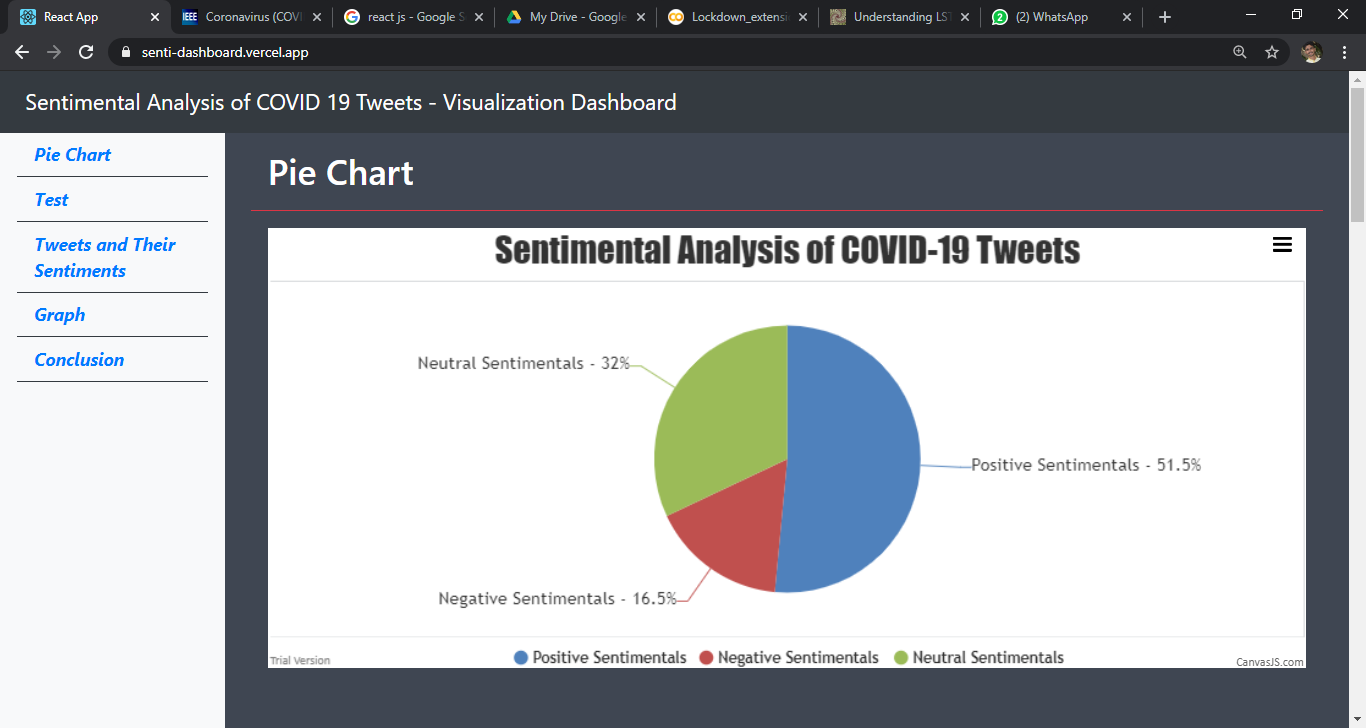 React App
Coronavirus (COVI
react js - Google S
My Drive - Google
Lockdown_extensi
Understanding LST
(2) WhatsApp
senti-dashboard.vercel.app
Sentimental Analysis of COVID 19 Tweets - Visualization Dashboard
Pie Chart
Test
Tweets and Their
Sentiments
Graph
Conclusion
Pie Chart
Sentimental Analysis of COVID-19 Tweets
Neutral Sentimentals - 32%
Positive Sentimentals - 51.5%
Negative Sentimentals - 16.5%
Positive Sentimentals
Negative Sentimentals
Neutral Sentimentals
Trial Version
CanvasJS.com